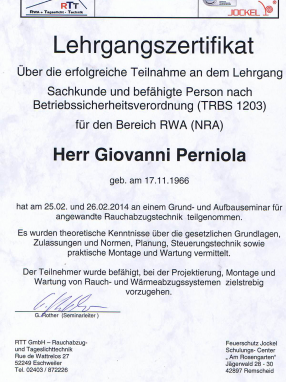 RTT
Rwa - Tageslicht - Technik
JOCKEL
Lehrgangszertifikat
Über die erfolgreiche Teilnahme an dem Lehrgang
Sachkunde und befähigte Person nach
Betriebssicherheitsverordnung (TRBS 1203)
für den Bereich RWA (NRA)
Herr Giovanni Perniola
geb. am 17.11.1966
hat am 25.02. und 26.02.2014 an einem Grund- und Aufbauseminar für
angewandte Rauchabzugstechnik teilgenommen.
Es wurden theoretische Kenntnisse über die gesetzlichen Grundlagen,
Zulassungen und Normen, Planung, Steuerungstechnik sowie
praktische Montage und Wartung vermittelt.
Der Teilnehmer wurde befähigt, bei der Projektierung, Montage und
Wartung von Rauch- und Wärmeabzugssystemen zielstrebig
vorzugehen.
G. Rother (Seminarleiter)
RTT GmbH – Rauchabzug-
und Tageslichttechnik
Rue de Wattrelos 27
52249 Eschweiler
Tel. 02403 / 872226
Feuerschutz Jockel
Schulungs- Center
„ Am Rosengarten"
Jägerwald 28 - 30
42897 Remscheid